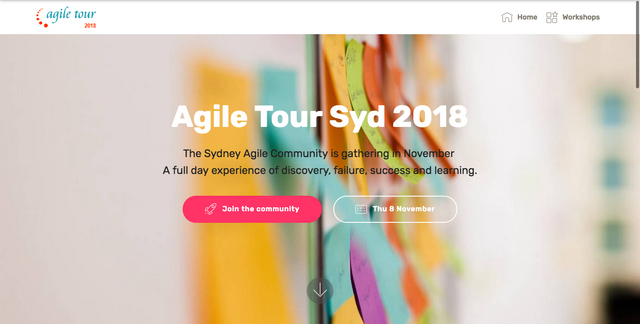 agile tour
2018
Home
Workshops
Agile Tour Syd 2018
The Sydney Agile Community is gathering in November
A full day experience of discovery, failure, success and learning.
Join the community
Thu 8 November